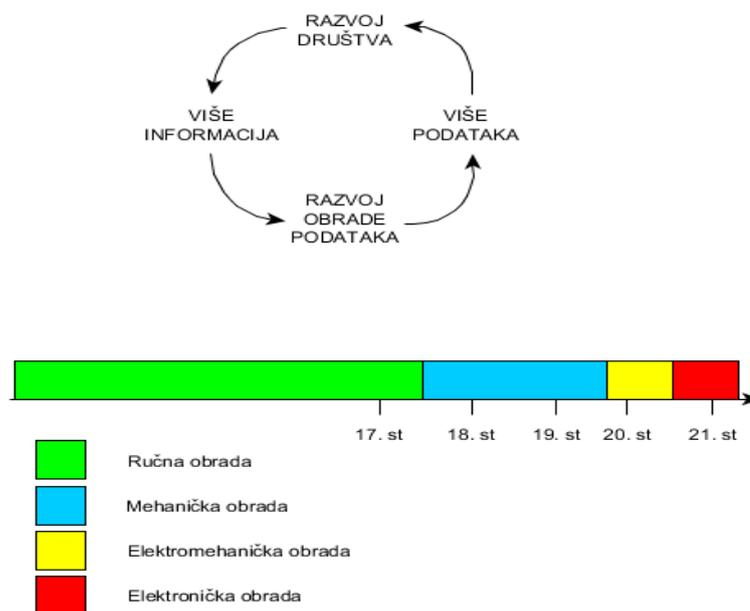 RAZVOJ
DRUŠTVA
VIŠE
INFORMACIJA
VIŠE
PODATAKA
RAZVOJ
OBRADE
PODATAKA
17. st
18. st
19. st
20. st
21. st
Ručna obrada
Mehanička obrada
Elektromehanička obrada
Elektronička obrada